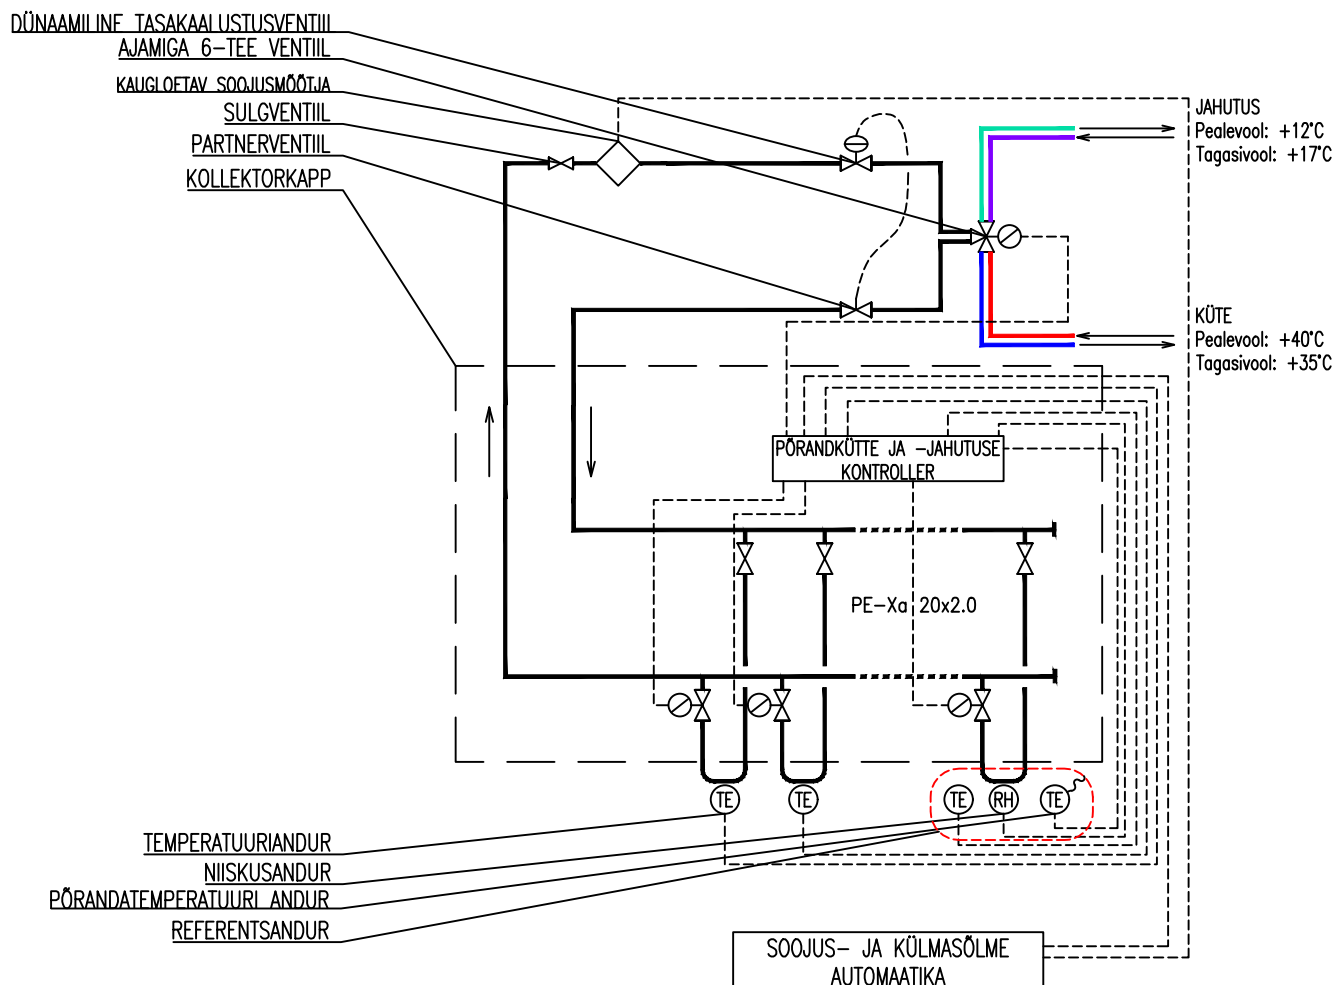 DÜNAAMILINE TASAKAALUSTUSVENTIIL
AJAMIGA 6-TEE VENTIIL
KAUGLOETAV SOOJUSMÕÕTJA
SULGVENTIIL
PARTNERVENTIIL
KOLLEKTORKAPP
JAHUTUS
Pealevool: +12°C
Tagasivool: +17°C
KÜTE
Pealevool: +40°C
Tagasivool: +35°C
PÕRANDKÜTTE JA -JAHUTUSE
KONTROLLER
PE-Xa 20x2.0
TE
TE
TE
RH
TE
TEMPERATUURIANDUR
NIISKUSANDUR
PÕRANDATEMPERATUURI ANDUR
REFERENTSANDUR
SOOJUS- JA KÜLMASÕLME
AUTOMAATIKA